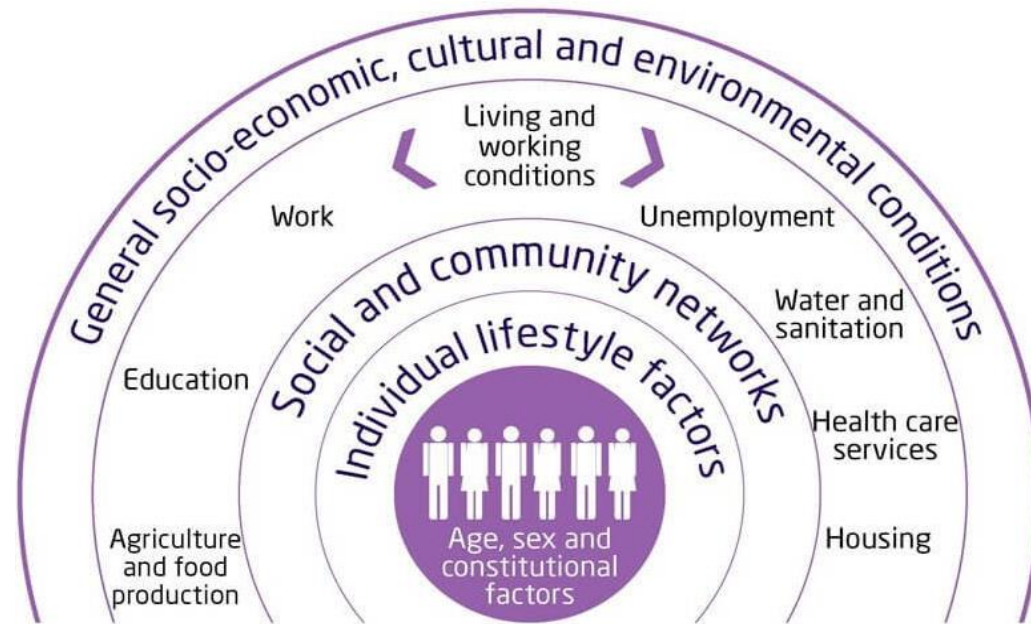 General socio-economic, cultural and environmental conditions
Living and
working
conditions
Work
Unemployment
Social and community networks
Water and
sanitation
Individual lifestyle factors
Education
Health care
services
Agriculture
and food
production
Housing
Age, sex and
constitutional
factors